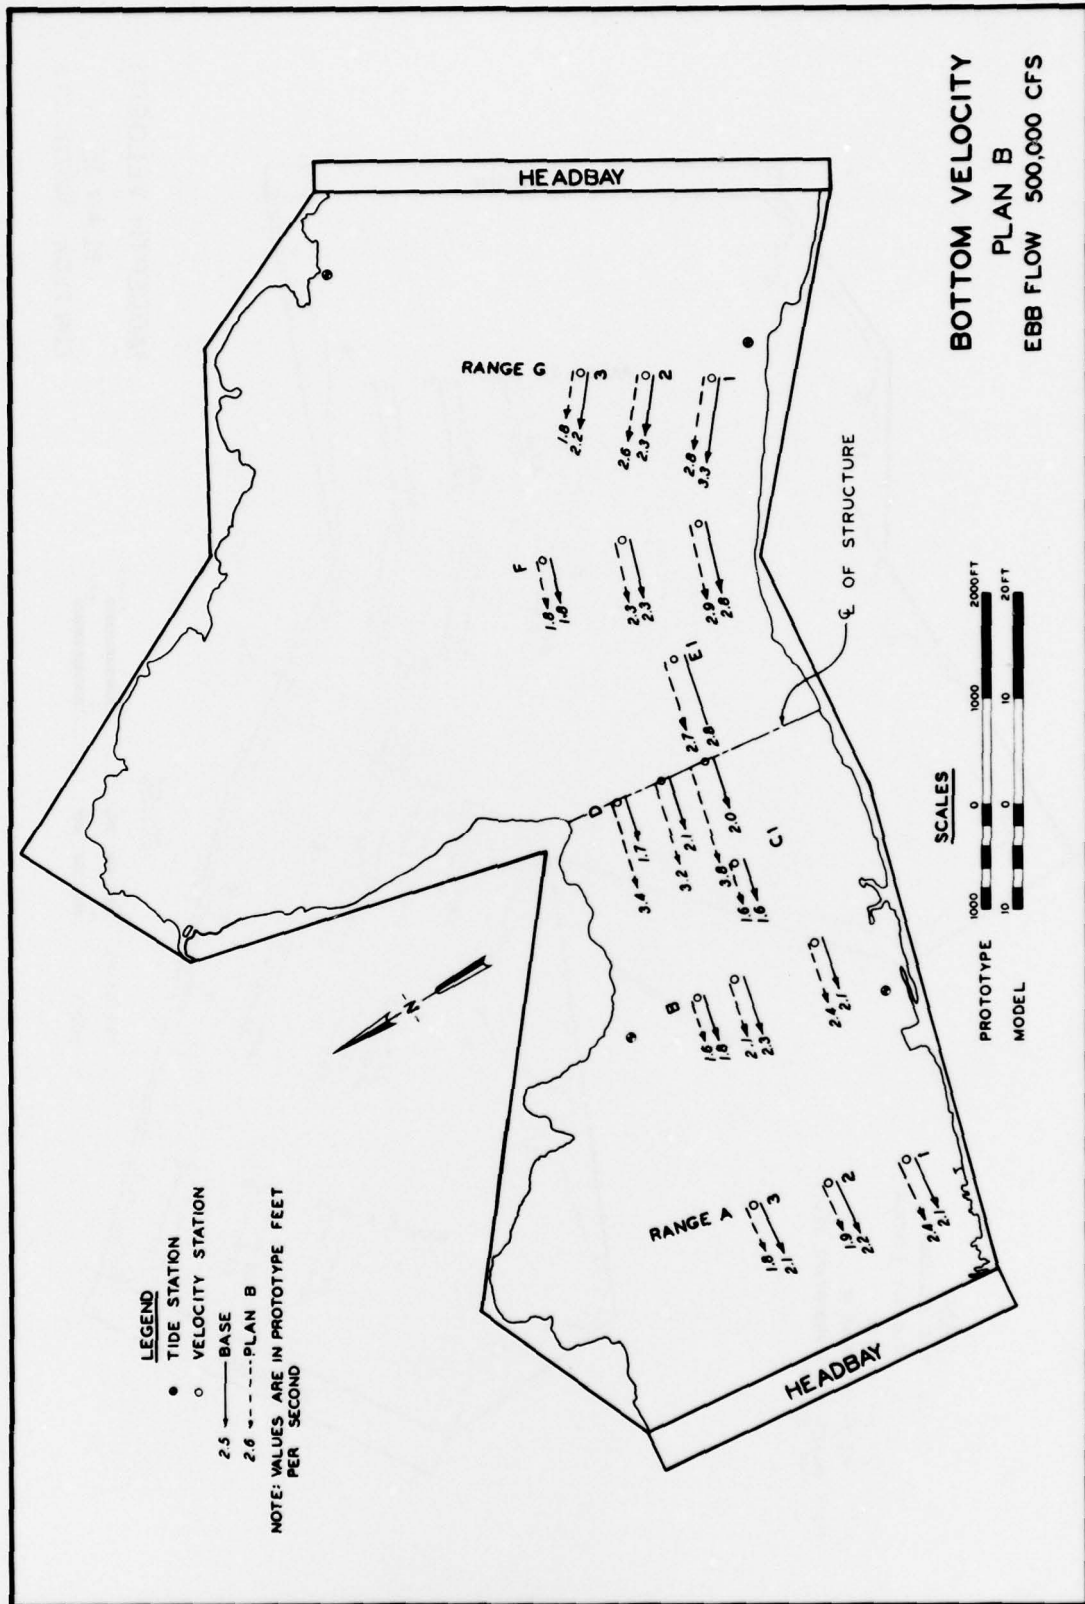 LEGEND
TIDE STATION
VELOCITY STATION
2.5 BASE
2.6 PLAN B
NOTE: VALUES ARE IN PROTOTYPE FEET
PER SECOND
HEADBAY
RANGE G
1.8
2.2
3
2.6
2.3
2
2.8
3.3
1
F
1.8
1.8
2.3
2.3
2.9
2.8
E1
2.7
2.8
D
3.4
1.7
3.2
2.1
3.8
2.0
C1
1.6
1.6
B
1.6
1.8
2.1
2.3
2.4
2.1
RANGE A
1.8
2.1
3
1.9
2.2
2
2.4
2.1
1
HEADBAY
N
℄ OF STRUCTURE
SCALES
PROTOTYPE 1000 0 1000 2000 FT
MODEL 10 0 10 20 FT
BOTTOM VELOCITY
PLAN B
EBB FLOW 500,000 CFS